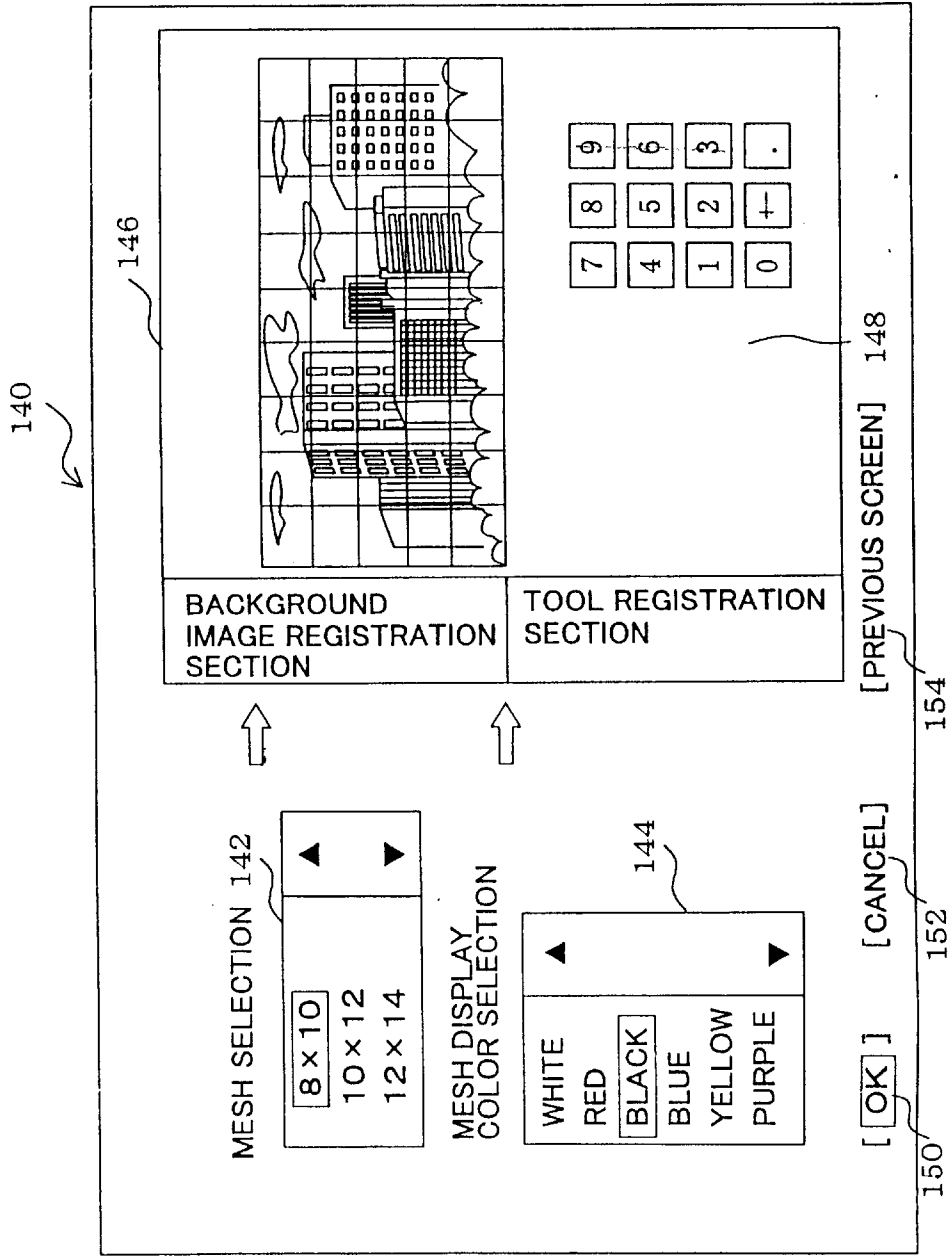 140
146
MESH SELECTION 142
8×10
10×12
12×14
MESH DISPLAY
COLOR SELECTION
144
WHITE
RED
BLACK
BLUE
YELLOW
PURPLE
BACKGROUND
IMAGE REGISTRATION
SECTION
TOOL REGISTRATION
SECTION
7 8 9
4 5 6
1 2 3
0 +- .
148
[ OK ] [CANCEL] [PREVIOUS SCREEN]
150 152 154